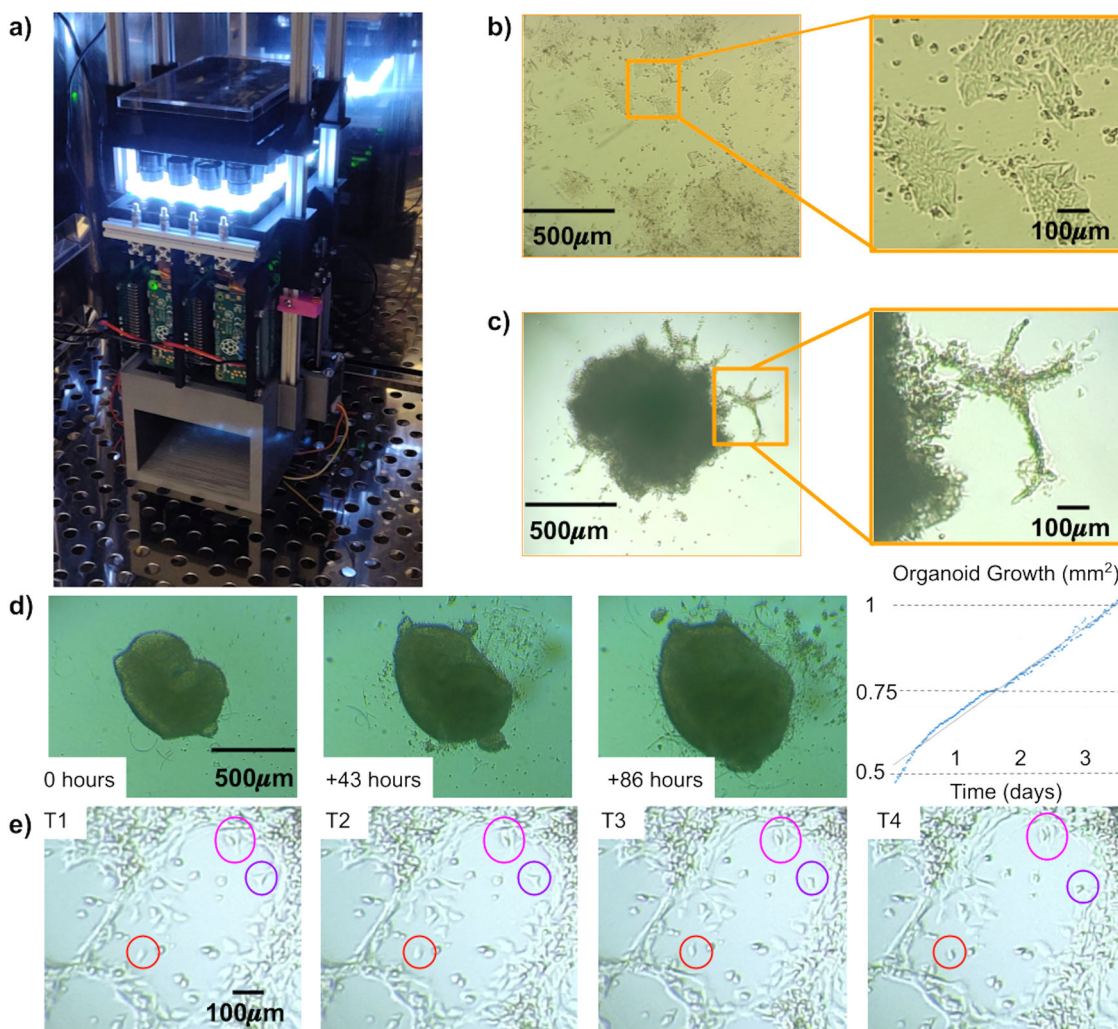 a)
b)
500µm
100µm
c)
500µm
100µm
d)
0 hours
500µm
+43 hours
+86 hours
Organoid Growth (mm²)
1
0.75
0.5
1 2 3
Time (days)
e)
T1
100µm
T2
T3
T4